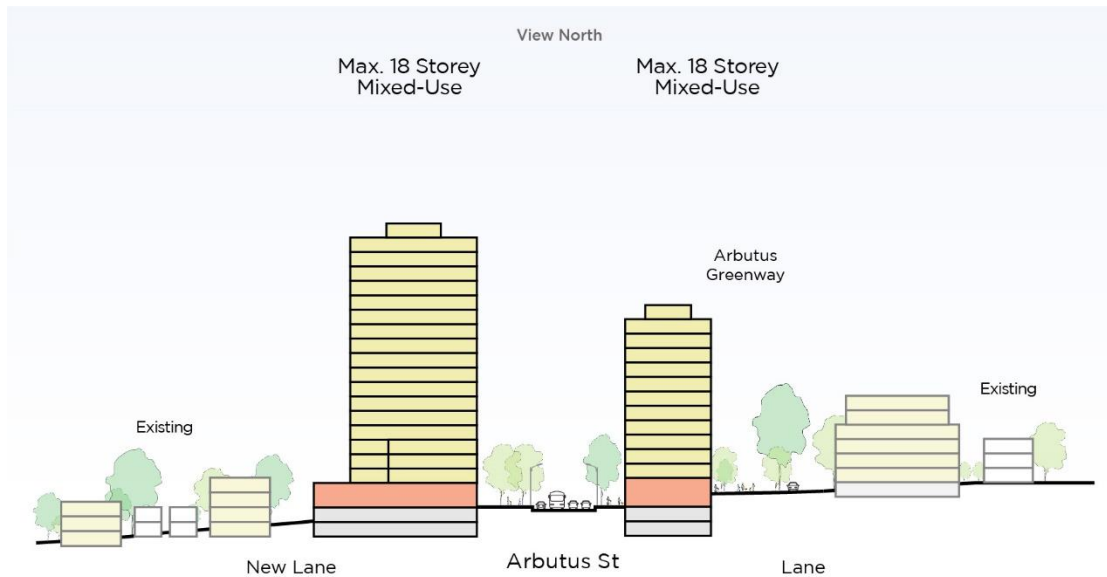 View North
Max. 18 Storey
Mixed-Use
Max. 18 Storey
Mixed-Use
Arbutus
Greenway
Existing
Existing
New Lane
Arbutus St
Lane